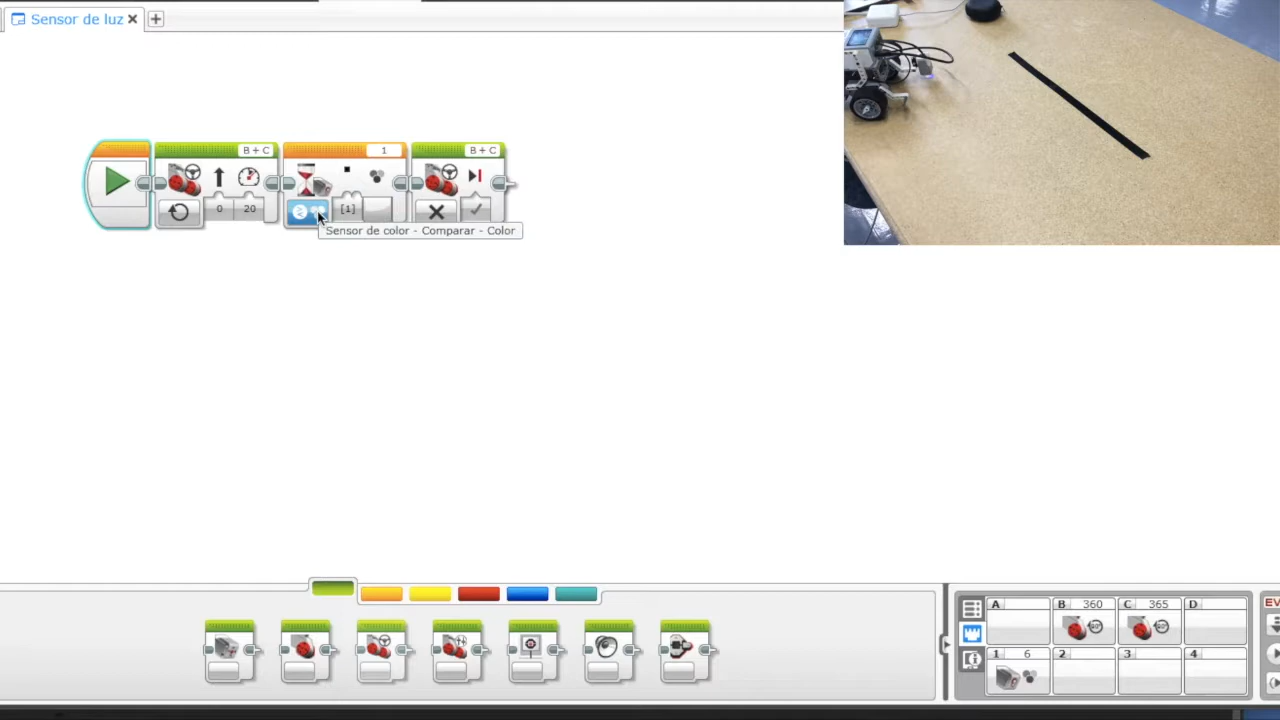 Sensor de luz
B + C
1
B + C
0
20
[1]
Sensor de color - Comparar - Color
A
B 360
C 365
D
EV
1 6
2
3
4